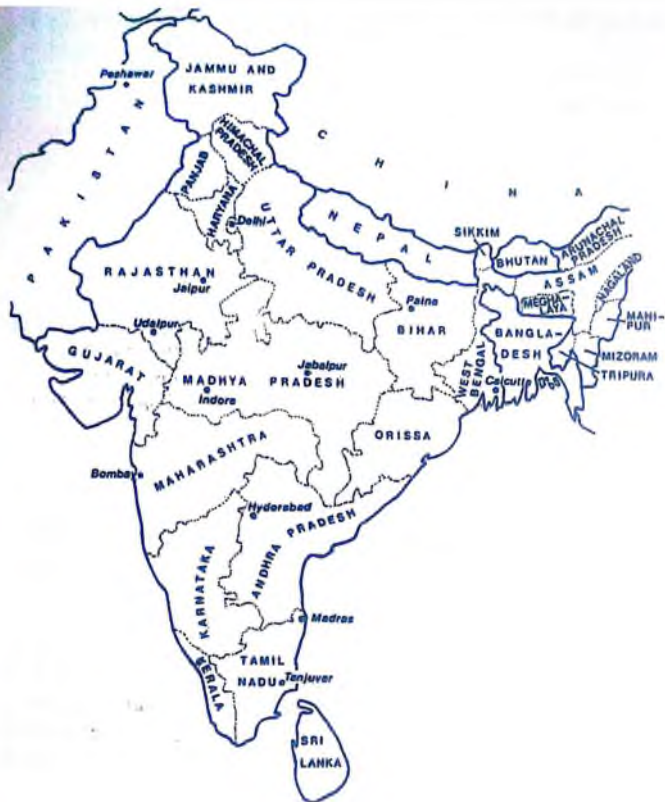 Peshawar
JAMMU AND
KASHMIR
PAKISTAN
CHINA
HIMACHAL
PRADESH
PANJAB
HARYANA
Delhi
UTTAR PRADESH
NEPAL
SIKKIM
BHUTAN
ARUNACHAL
PRADESH
ASSAM
NAGALAND
MEGHA-
LAYA
MANI-
PUR
RAJASTHAN
Jaipur
Patna
BIHAR
BANGLA-
DESH
MIZORAM
TRIPURA
Udaipur
GUJARAT
MADHYA PRADESH
Jabalpur
Indore
WEST
BENGAL
Calcutta
ORISSA
MAHARASHTRA
Bombay
Hyderabad
ANDHRA PRADESH
KARNATAKA
Madras
KERALA
TAMIL
NADU
Tanjuver
SRI
LANKA